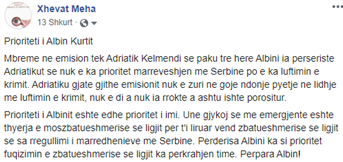 Xhevat Meha
13 Shkurt
Prioriteti i Albin Kurtit
Mbreme ne emision tek Adriatik Kelmendi se paku tre here Albini ia perseriste
Adriatikut se nuk e ka prioritet marreveshjen me Serbine po e ka luftimin e
krimit. Adriatiku gjate gjithe emisionit nuk e zuri ne goje ndonje pyetje ne lidhje
me luftimin e krimit, nuk e di a nuk ia rrokte a ashtu ishte porositur.
Prioriteti i Albinit eshte edhe prioritet i imi. Une gjykoj se me emergjente eshte
thyerja e moszbatueshmerise se ligjit per t'i liruar vend zbatueshmerise se ligjit
se sa rregullimi i marredhenieve me Serbine. Perderisa Albini ka si prioritet
fuqizimin e zbatueshmerise se ligjit ka perkrahjen time. Perpara Albin!